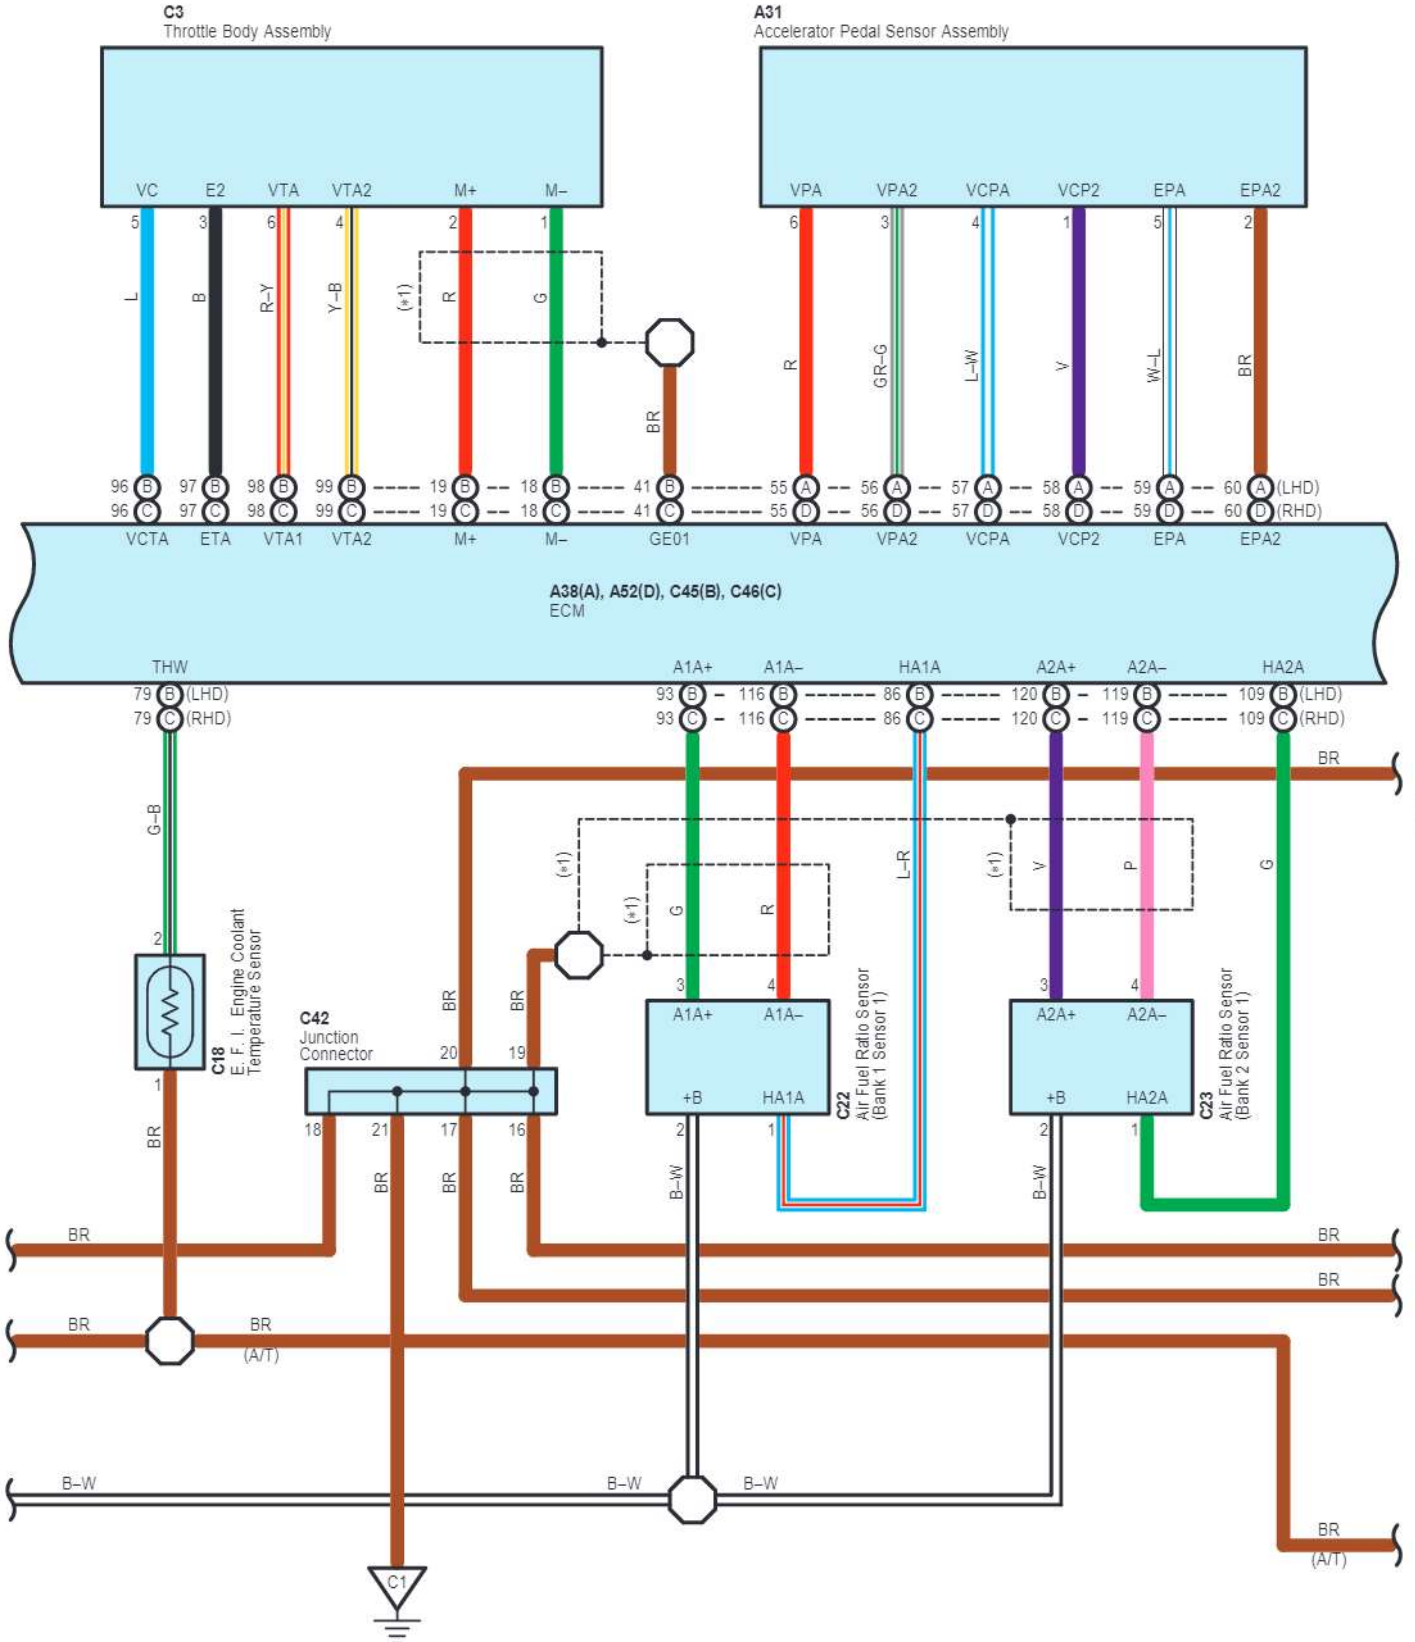 C3
Throttle Body Assembly
A31
Accelerator Pedal Sensor Assembly
VC E2 VTA VTA2 M+ M–
VPA VPA2 VCPA VCP2 EPA EPA2
5 3 6 4 2 1
6 3 4 1 5 2
L B R–Y Y–B (*1) R G
BR
R GR–G L–W V W–L BR
96 B 97 B 98 B 99 B 19 B 18 B 41 B 55 A 56 A 57 A 58 A 59 A 60 A (LHD)
96 C 97 C 98 C 99 C 19 C 18 C 41 C 55 D 56 D 57 D 58 D 59 D 60 D (RHD)
VCTA ETA VTA1 VTA2 M+ M– GE01 VPA VPA2 VCPA VCP2 EPA EPA2
A38(A), A52(D), C45(B), C46(C)
ECM
THW A1A+ A1A– HA1A A2A+ A2A– HA2A
79 B (LHD) 93 B 116 B 86 B 120 B 119 B 109 B (LHD)
79 C (RHD) 93 C 116 C 86 C 120 C 119 C 109 C (RHD)
BR
G–B
(*1) (*1) G R L–R (*1) V P G
2
C18
E. F. I. Engine Coolant
Temperature Sensor
1
BR
C42
Junction
Connector
BR BR
20 19
18 21 17 16
BR BR BR
3 4
A1A+ A1A–
+B HA1A
2 1
C22
Air Fuel Ratio Sensor
(Bank 1 Sensor 1)
3 4
A2A+ A2A–
+B HA2A
2 1
C23
Air Fuel Ratio Sensor
(Bank 2 Sensor 1)
B–W B–W
BR BR
BR
BR BR
(A/T)
B–W B–W B–W
BR
(A/T)
C1